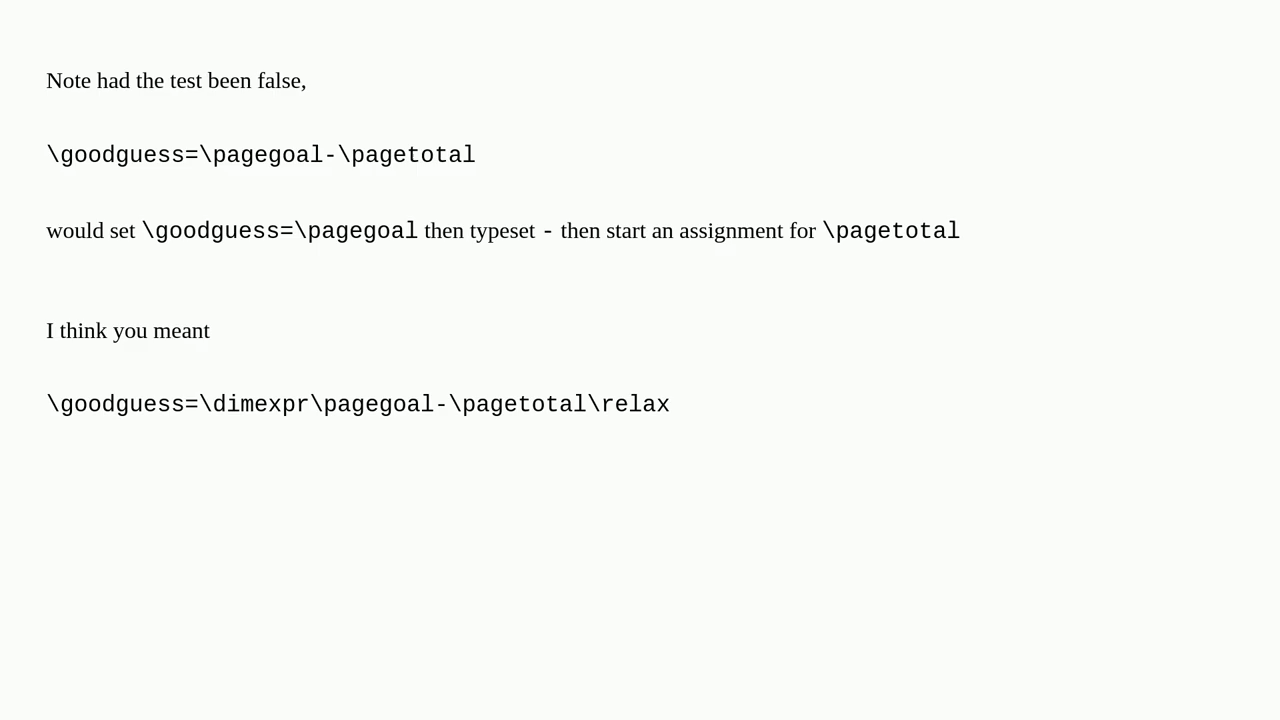 Note had the test been false,
\goodguess=\pagegoal-\pagetotal
would set \goodguess=\pagegoal then typeset - then start an assignment for \pagetotal
I think you meant
\goodguess=\dimexpr\pagegoal-\pagetotal\relax